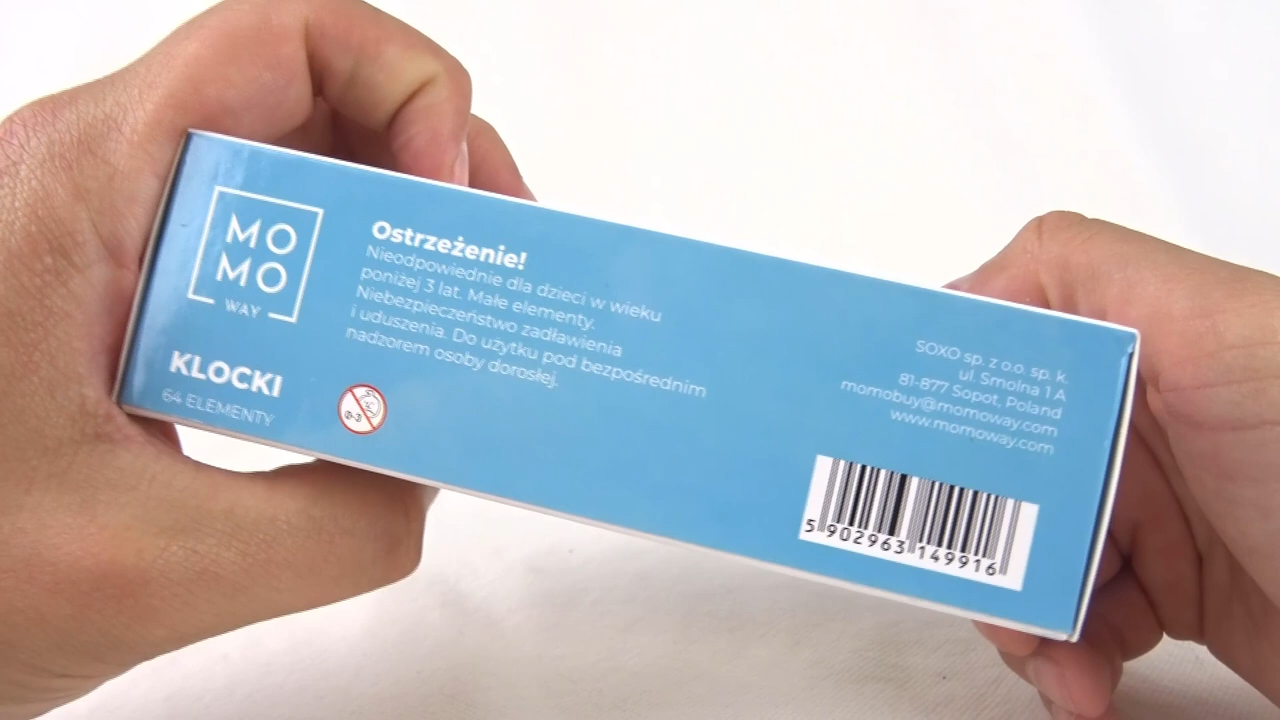 MO
MO
WAY
KLOCKI
64 ELEMENTY
Ostrzeżenie!
Nieodpowiednie dla dzieci w wieku
poniżej 3 lat. Małe elementy.
Niebezpieczeństwo zadławienia
i uduszenia. Do użytku pod bezpośrednim
nadzorem osoby dorosłej.
0-3
SOXO sp. z o.o. sp. k.
ul. Smolna 1 A
81-877 Sopot, Poland
momobuy@momoway.com
www.momoway.com
5 902963 149916